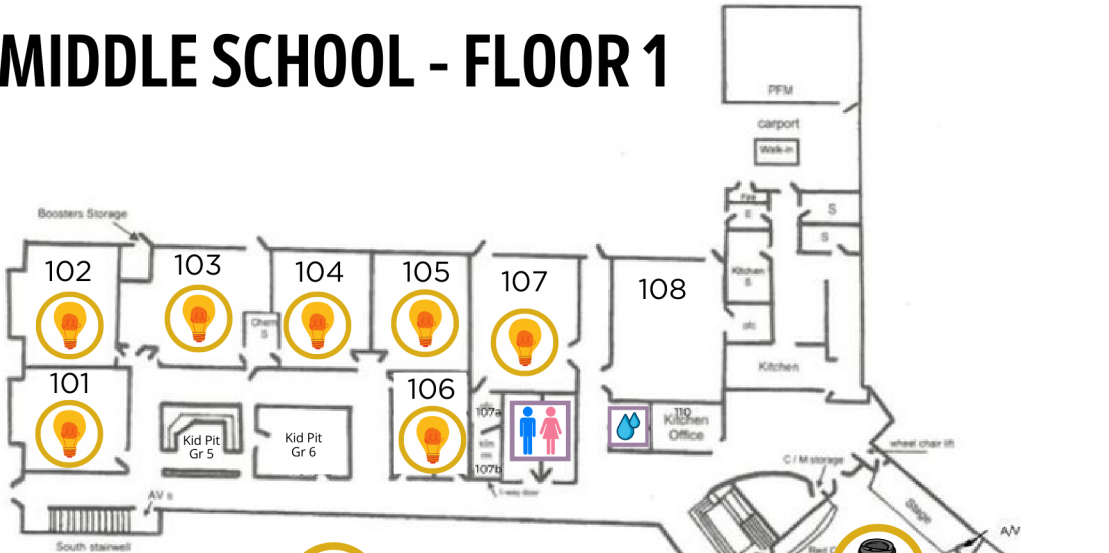 MIDDLE SCHOOL - FLOOR 1
PFM
carport
Walk-in
Boosters Storage
E
S
S
102
103
104
105
107
108
Kitchen
S
Chem
S
ofc
Kitchen
101
106
107a
110
Kitchen
Office
Kid Pit
Gr 5
Kid Pit
Gr 6
107b
1-way door
wheel chair lift
C / M storage
AV s
Stage
A/V
South stairwell